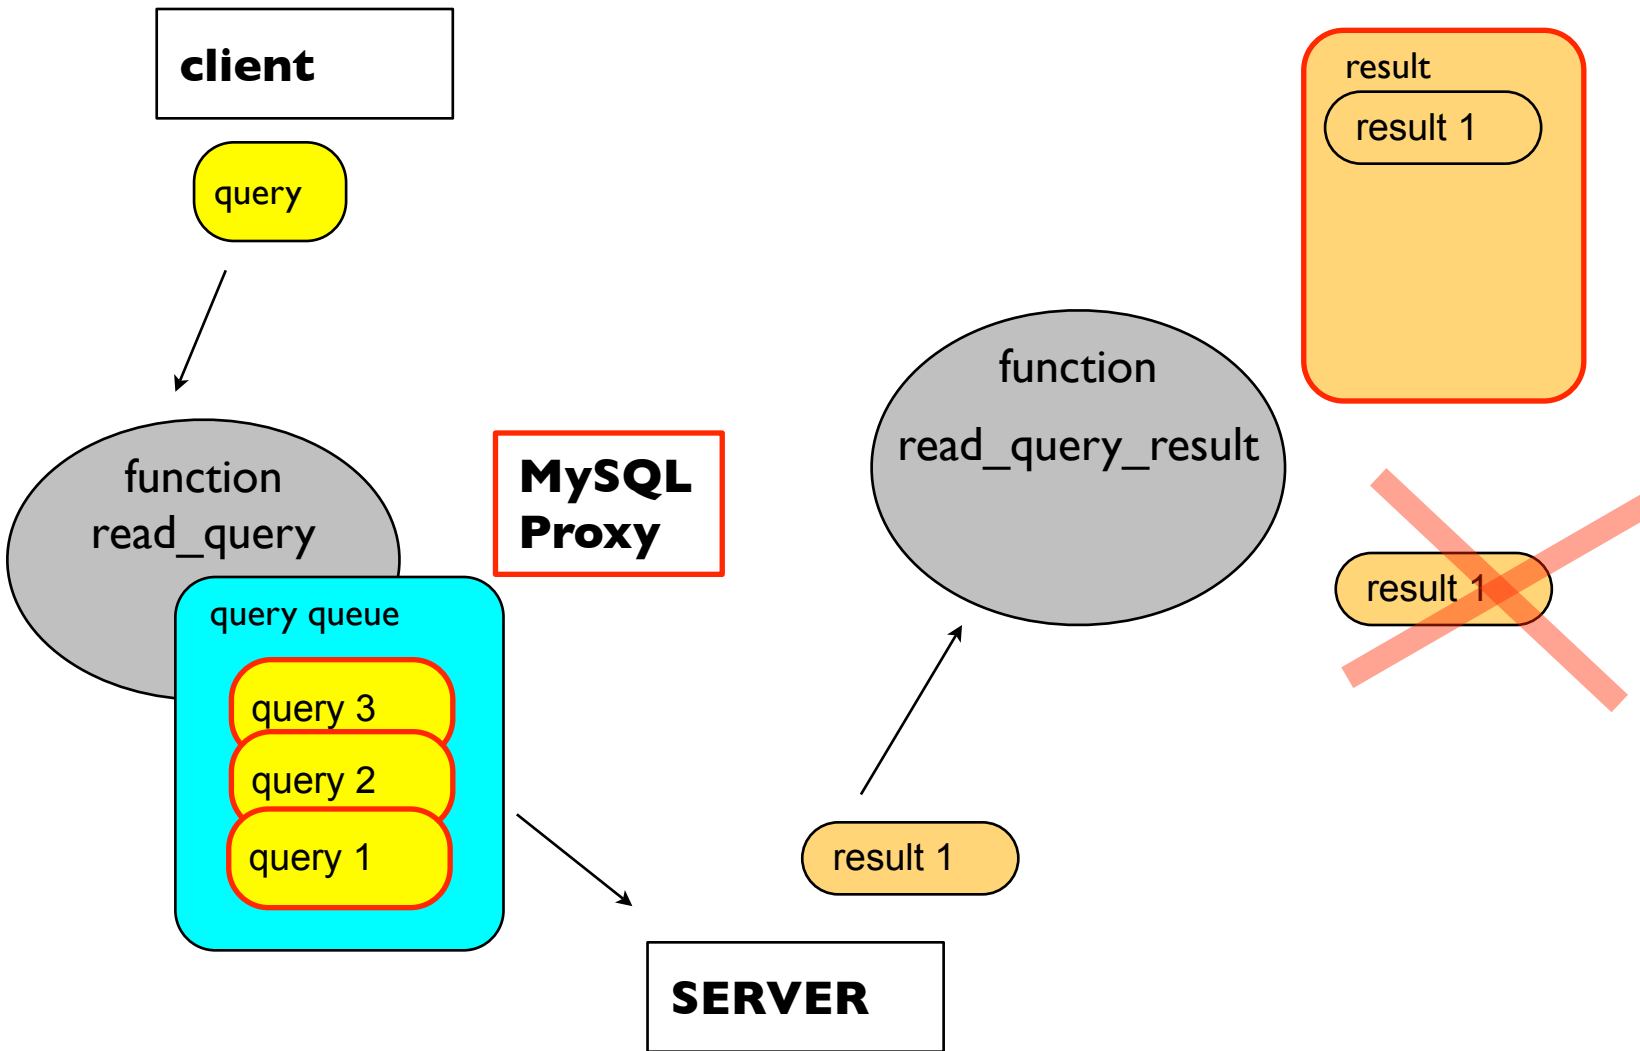 client
query
function
read_query
query queue
query 3
query 2
query 1
MySQL
Proxy
SERVER
result 1
function
read_query_result
result
result 1
result 1